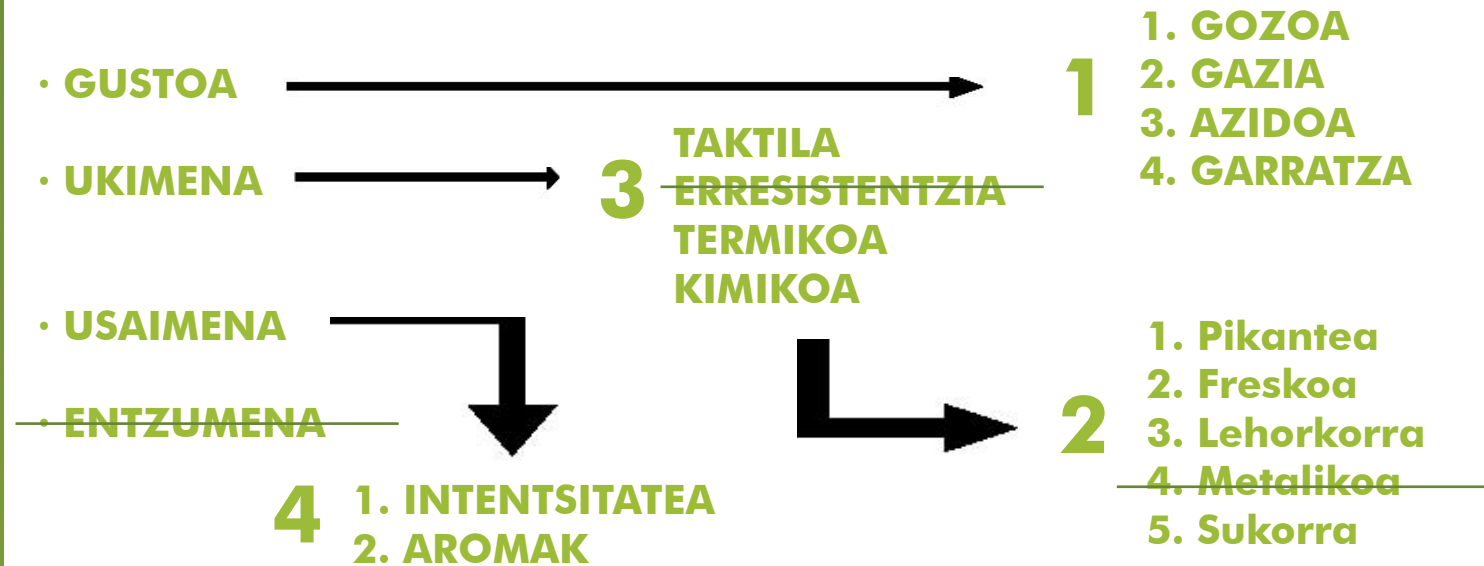 · GUSTOA
1
1. GOZOA
2. GAZIA
3. AZIDOA
4. GARRATZA
· UKIMENA
3
TAKTILA
ERRESISTENTZIA
TERMIKOA
KIMIKOA
· USAIMENA
· ENTZUMENA
2
1. Pikantea
2. Freskoa
3. Lehorkorra
4. Metalikoa
5. Sukorra
4
1. INTENTSITATEA
2. AROMAK